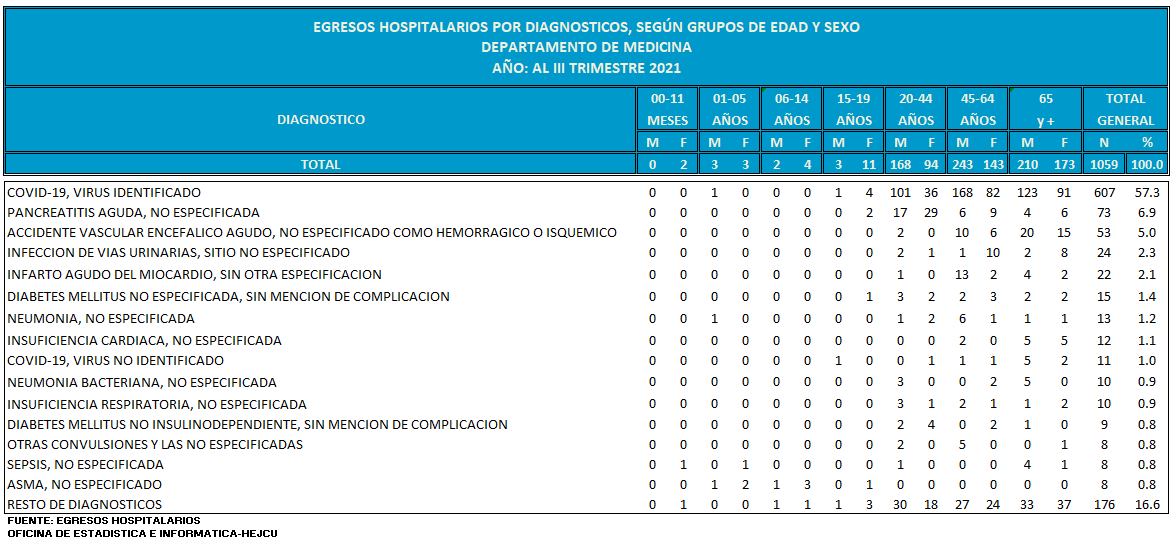 EGRESOS HOSPITALARIOS POR DIAGNOSTICOS, SEGÚN GRUPOS DE EDAD Y SEXO
DEPARTAMENTO DE MEDICINA
AÑO: AL III TRIMESTRE 2021
DIAGNOSTICO 00-11 MESES 01-05 AÑOS 06-14 AÑOS 15-19 AÑOS 20-44 AÑOS 45-64 AÑOS 65 y + TOTAL GENERAL
M F M F M F M F M F M F M F N %
TOTAL 0 2 3 3 2 4 3 11 168 94 243 143 210 173 1059 100.0
COVID-19, VIRUS IDENTIFICADO 0 0 1 0 0 0 1 4 101 36 168 82 123 91 607 57.3
PANCREATITIS AGUDA, NO ESPECIFICADA 0 0 0 0 0 0 0 2 17 29 6 9 4 6 73 6.9
ACCIDENTE VASCULAR ENCEFALICO AGUDO, NO ESPECIFICADO COMO HEMORRAGICO O ISQUEMICO 0 0 0 0 0 0 0 0 2 0 10 6 20 15 53 5.0
INFECCION DE VIAS URINARIAS, SITIO NO ESPECIFICADO 0 0 0 0 0 0 0 0 2 1 1 10 2 8 24 2.3
INFARTO AGUDO DEL MIOCARDIO, SIN OTRA ESPECIFICACION 0 0 0 0 0 0 0 0 1 0 13 2 4 2 22 2.1
DIABETES MELLITUS NO ESPECIFICADA, SIN MENCION DE COMPLICACION 0 0 0 0 0 0 0 1 3 2 2 3 2 2 15 1.4
NEUMONIA, NO ESPECIFICADA 0 0 1 0 0 0 0 0 1 2 6 1 1 1 13 1.2
INSUFICIENCIA CARDIACA, NO ESPECIFICADA 0 0 0 0 0 0 0 0 0 0 2 0 5 5 12 1.1
COVID-19, VIRUS NO IDENTIFICADO 0 0 0 0 0 0 1 0 0 1 1 1 5 2 11 1.0
NEUMONIA BACTERIANA, NO ESPECIFICADA 0 0 0 0 0 0 0 0 3 0 0 2 5 0 10 0.9
INSUFICIENCIA RESPIRATORIA, NO ESPECIFICADA 0 0 0 0 0 0 0 0 3 1 2 1 1 2 10 0.9
DIABETES MELLITUS NO INSULINODEPENDIENTE, SIN MENCION DE COMPLICACION 0 0 0 0 0 0 0 0 2 4 0 2 1 0 9 0.8
OTRAS CONVULSIONES Y LAS NO ESPECIFICADAS 0 0 0 0 0 0 0 0 2 0 5 0 0 1 8 0.8
SEPSIS, NO ESPECIFICADA 0 1 0 1 0 0 0 0 1 0 0 0 4 1 8 0.8
ASMA, NO ESPECIFICADO 0 0 1 2 1 3 0 1 0 0 0 0 0 0 8 0.8
RESTO DE DIAGNOSTICOS 0 1 0 0 1 1 1 3 30 18 27 24 33 37 176 16.6
FUENTE: EGRESOS HOSPITALARIOS
OFICINA DE ESTADISTICA E INFORMATICA-HEJCU